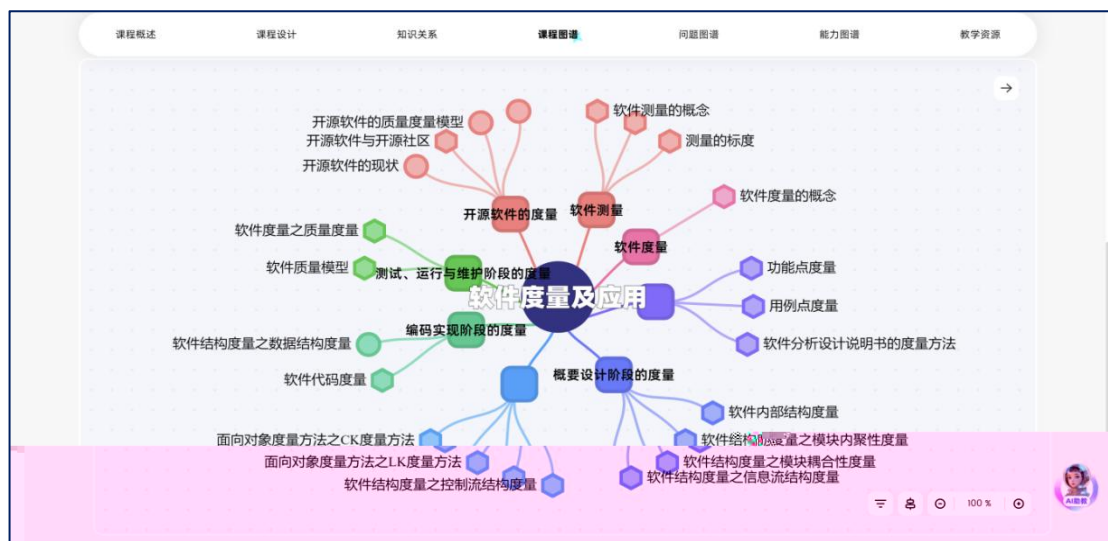 课程概述
课程设计
知识关系
课程图谱
问题图谱
能力图谱
教学资源
软件测量的概念
开源软件的质量度量模型
开源软件与开源社区
测量的标度
开源软件的现状
软件度量的概念
开源软件的度量
软件测量
软件度量之质量度量
软件度量
软件质量模型
测试、运行与维护阶段的度量
功能点度量
软件度量及应用
用例点度量
编码实现阶段的度量
软件结构度量之数据结构度量
软件分析设计说明书的度量方法
软件代码度量
概要设计阶段的度量
软件内部结构度量
面向对象度量方法之CK度量方法
软件结构度量之模块内聚性度量
面向对象度量方法之LK度量方法
软件结构度量之模块耦合性度量
软件结构度量之控制流结构度量
软件结构度量之信息流结构度量
100 %
AI助教